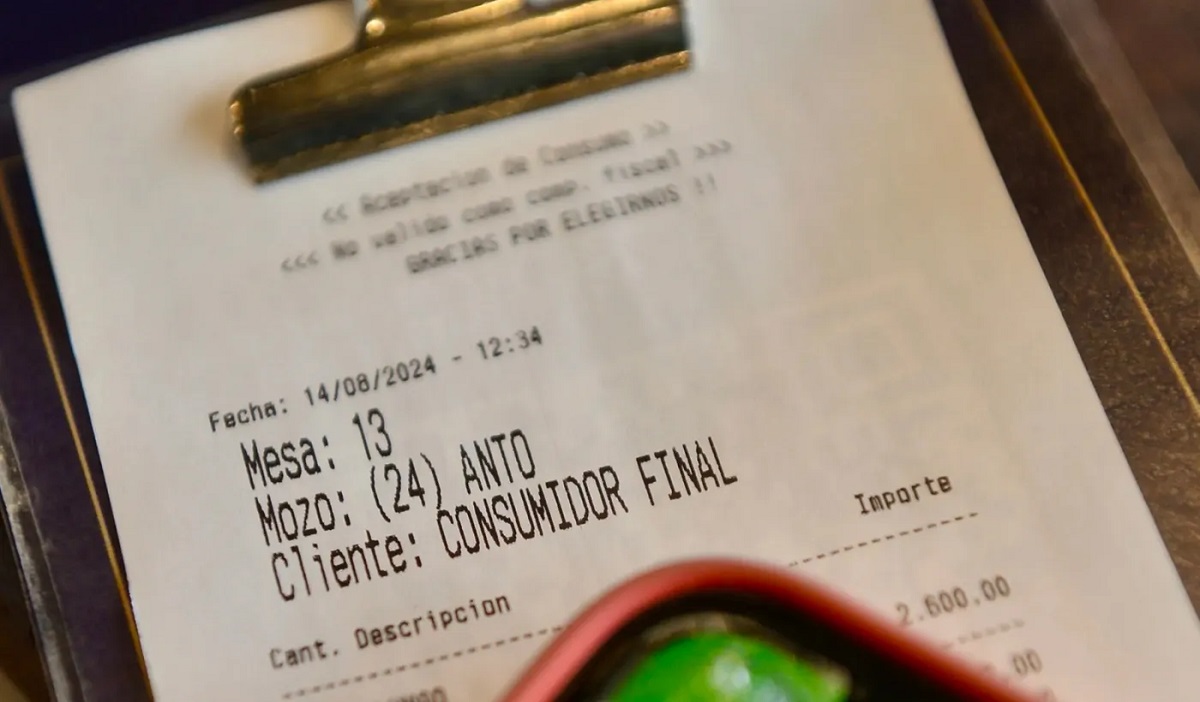 << Aceptacion de Consumo >>
<<< No valido como comp. fiscal >>>
GRACIAS POR ELEGIRNOS !!
Fecha: 14/08/2024 - 12:34
Mesa: 13
Mozo: (24) ANTO
Cliente: CONSUMIDOR FINAL
Cant. Descripcion Importe
2.600.00
.00